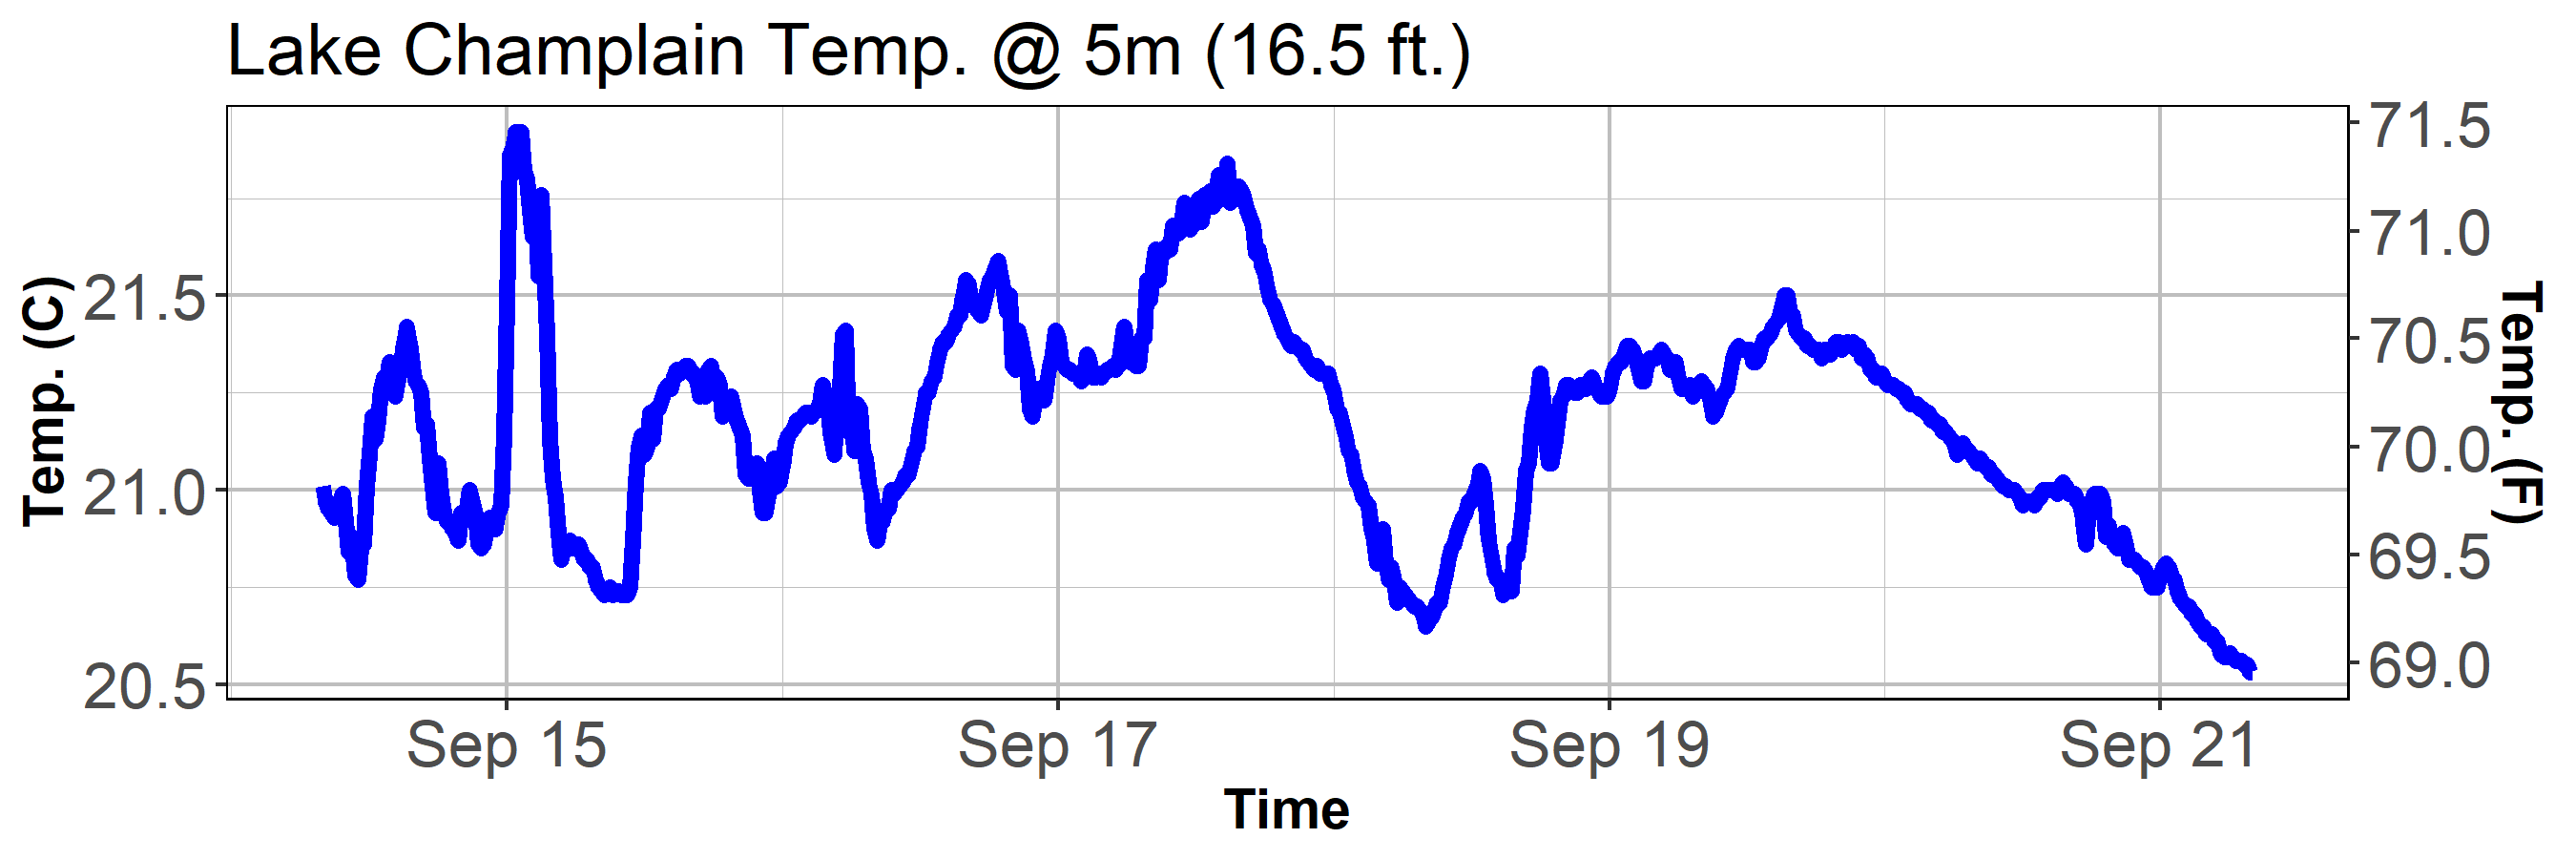 Lake Champlain Temp. @ 5m (16.5 ft.)
Temp. (C)
21.5
21.0
20.5
71.5
71.0
70.5
70.0
69.5
69.0
Temp. (F)
Sep 15
Sep 17
Sep 19
Sep 21
Time